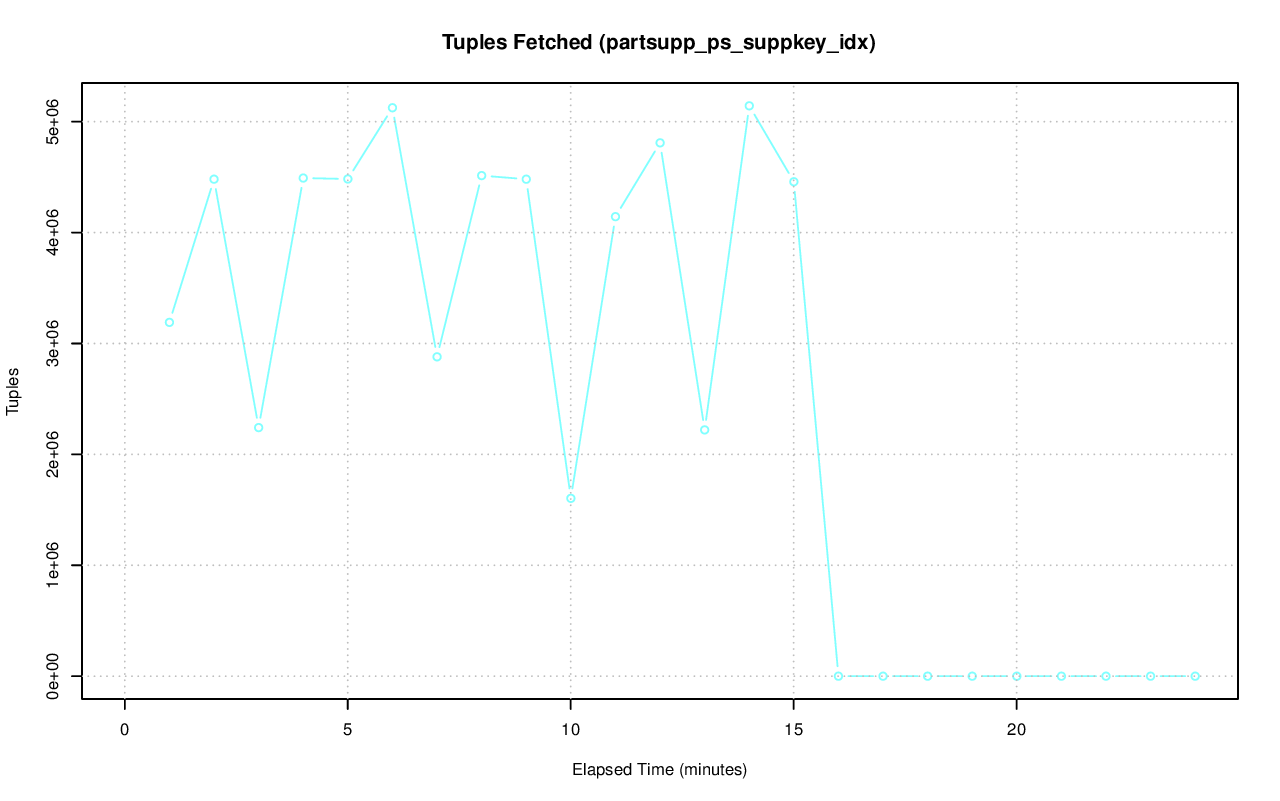 Tuples Fetched (partsupp_ps_suppkey_idx)
5e+06
4e+06
3e+06
2e+06
1e+06
0e+00
Tuples
0 5 10 15 20
Elapsed Time (minutes)